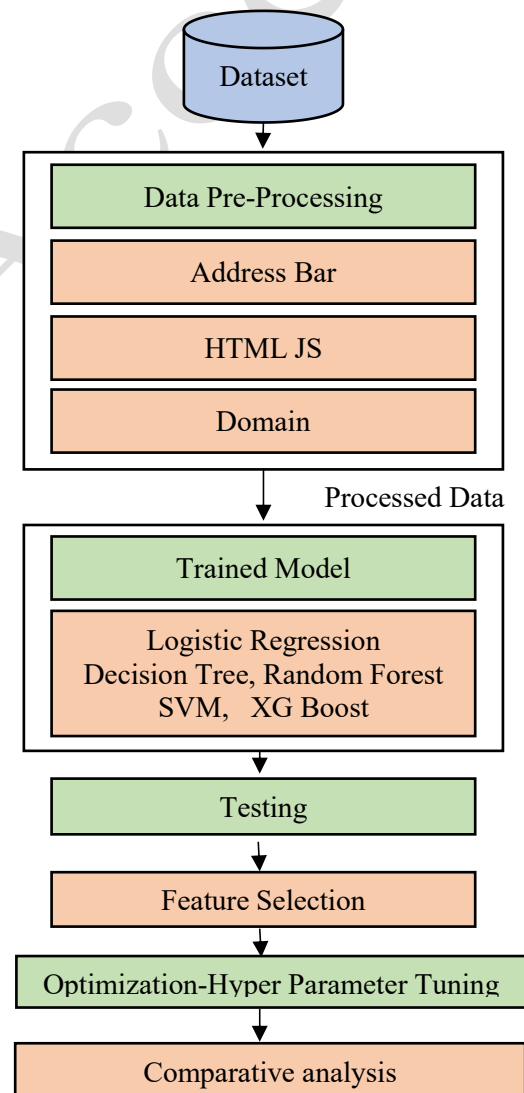 Dataset
Data Pre-Processing
Address Bar
HTML JS
Domain
Processed Data
Trained Model
Logistic Regression
Decision Tree, Random Forest
SVM, XG Boost
Testing
Feature Selection
Optimization-Hyper Parameter Tuning
Comparative analysis